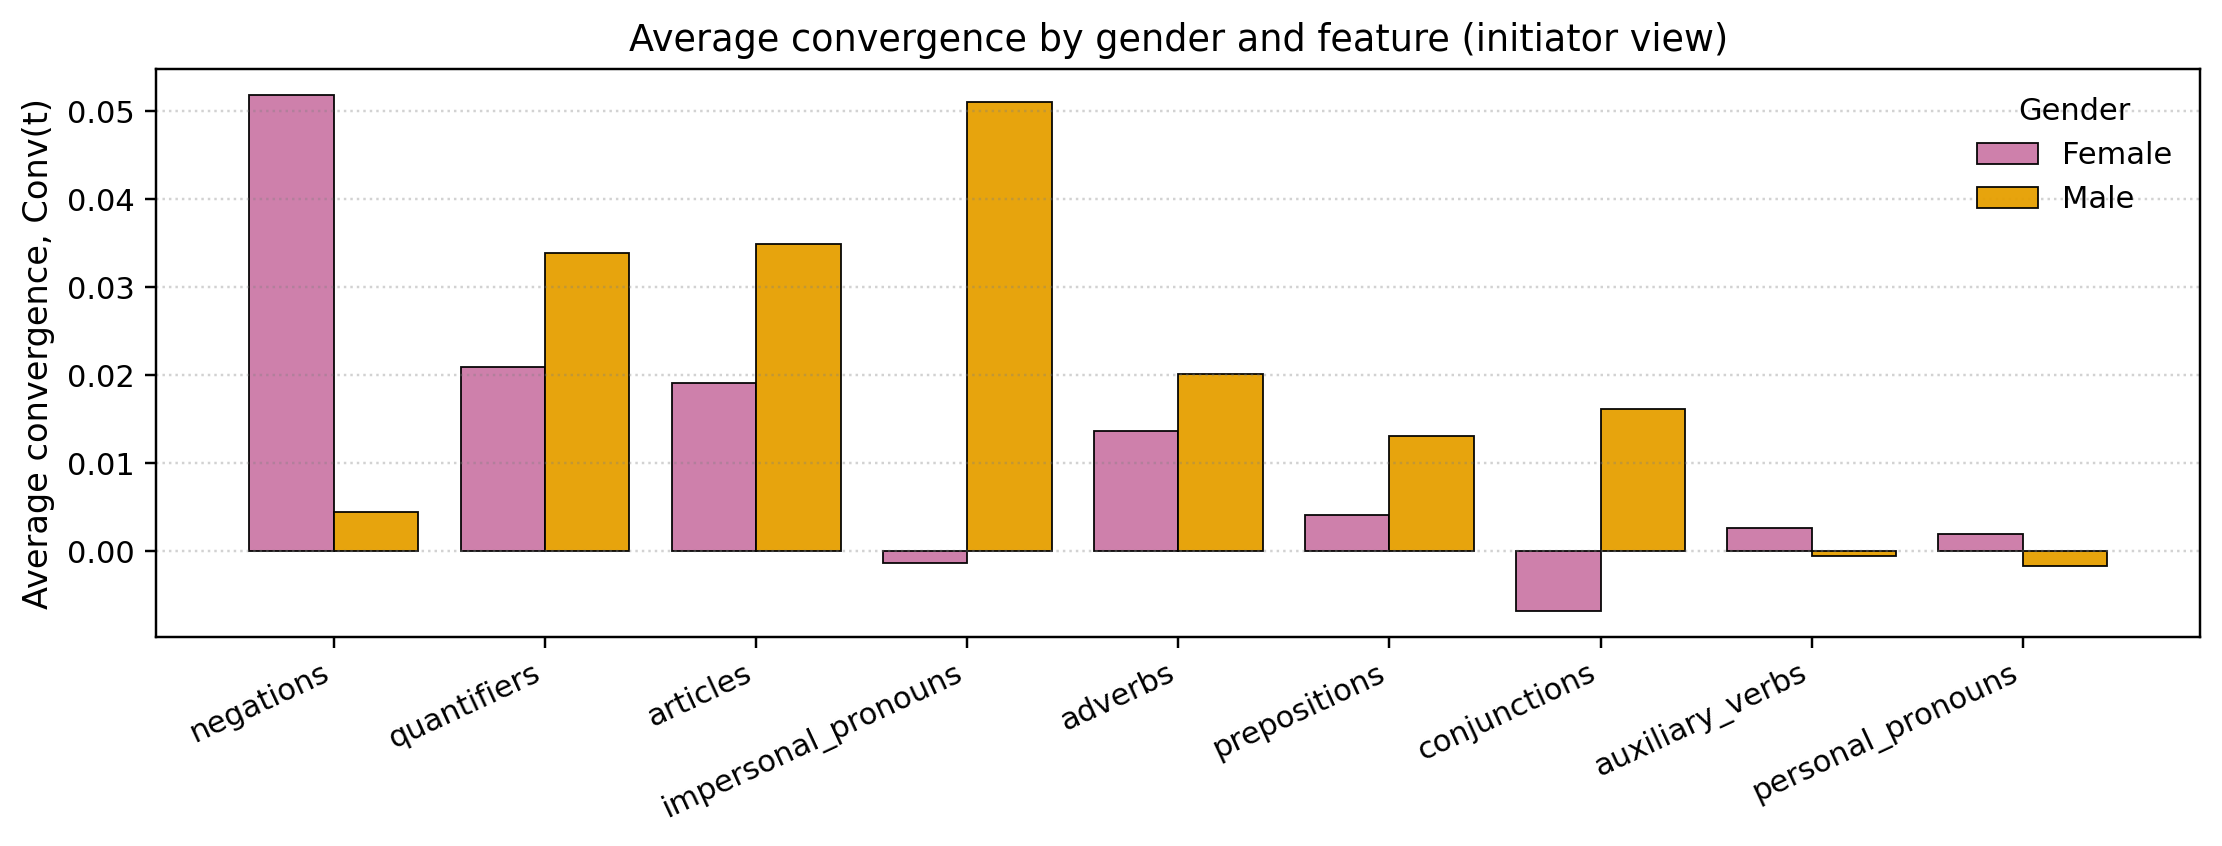 Average convergence by gender and feature (initiator view)
Average convergence, Conv(t)
0.05
0.04
0.03
0.02
0.01
0.00
Gender
Female
Male
negations
quantifiers
articles
impersonal_pronouns
adverbs
prepositions
conjunctions
auxiliary_verbs
personal_pronouns